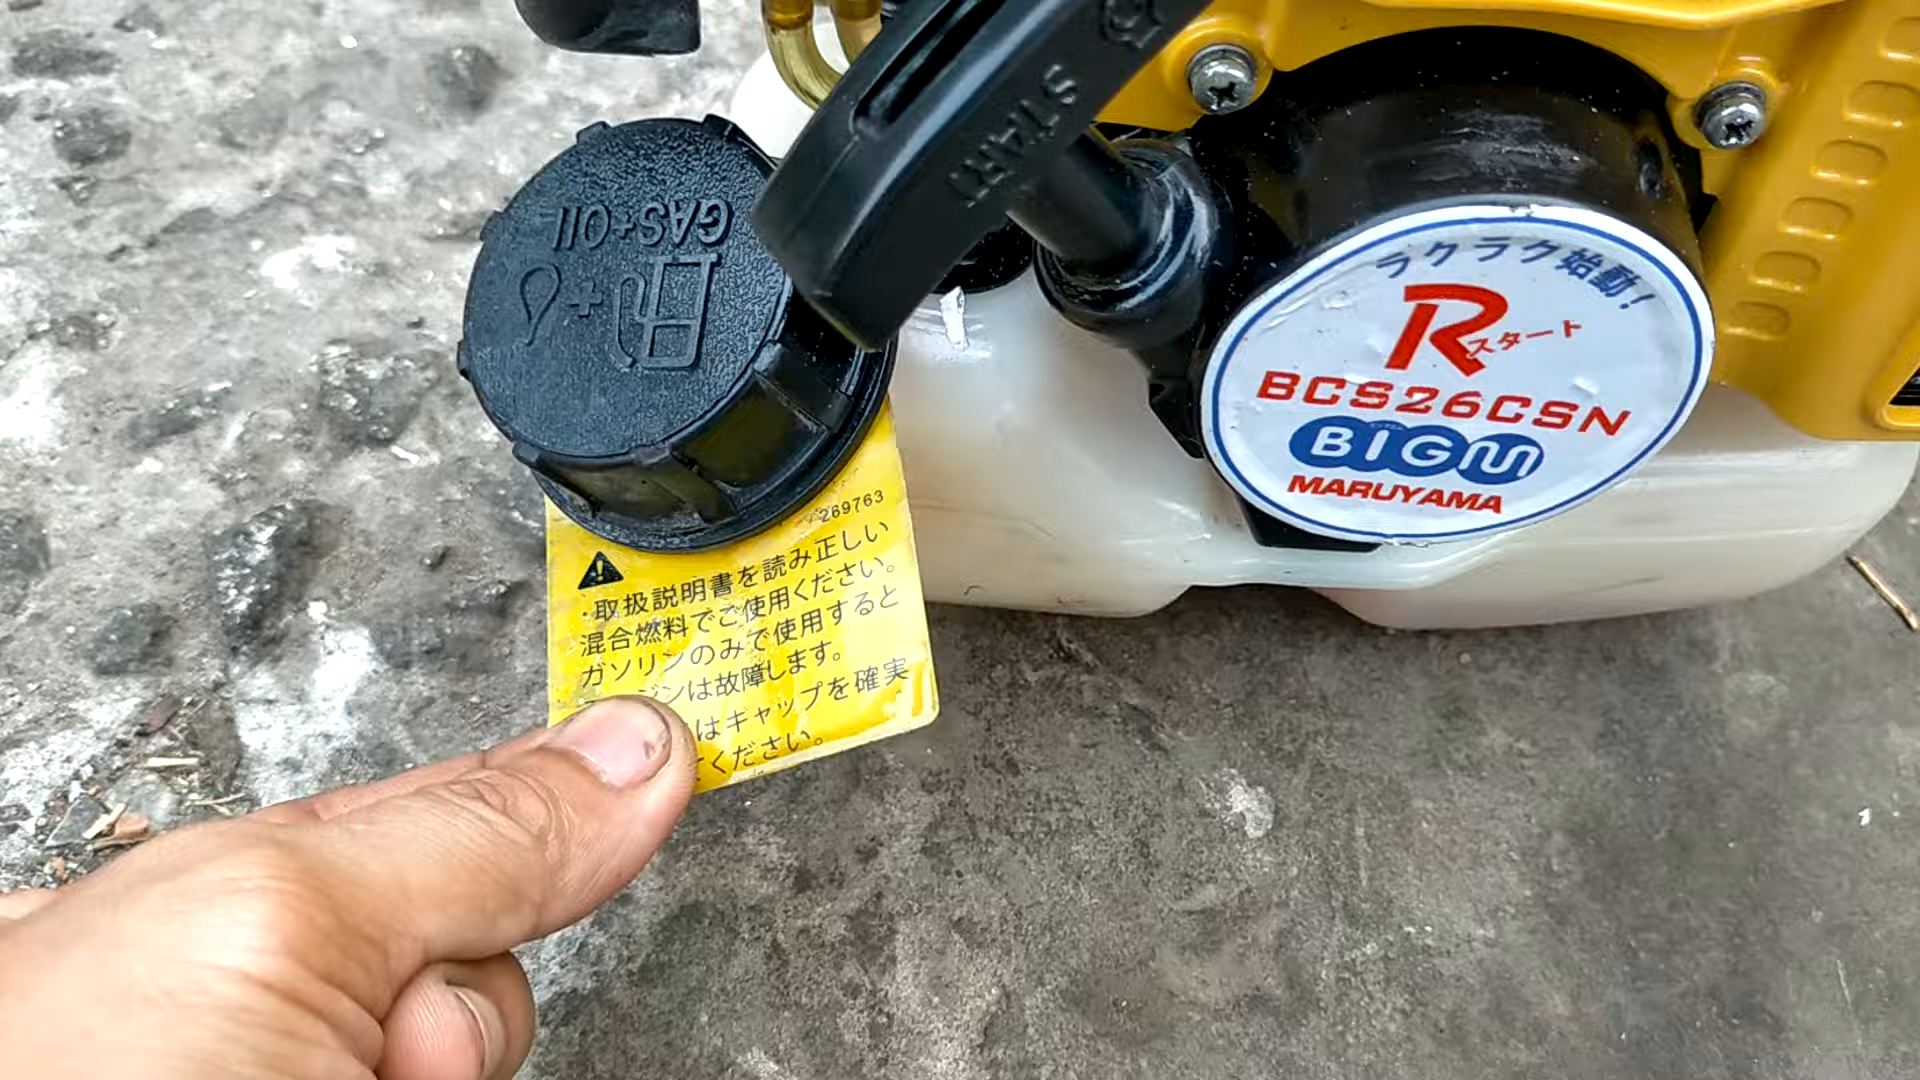 START
GAS+OIL
ラクラク始動!
R
スタート
BCS26CSN
BIGM
MARUYAMA
269763
・取扱説明書を読み正しい
混合燃料でご使用ください。
ガソリンのみで使用すると
ンは故障します。
はキャップを確実
ください。